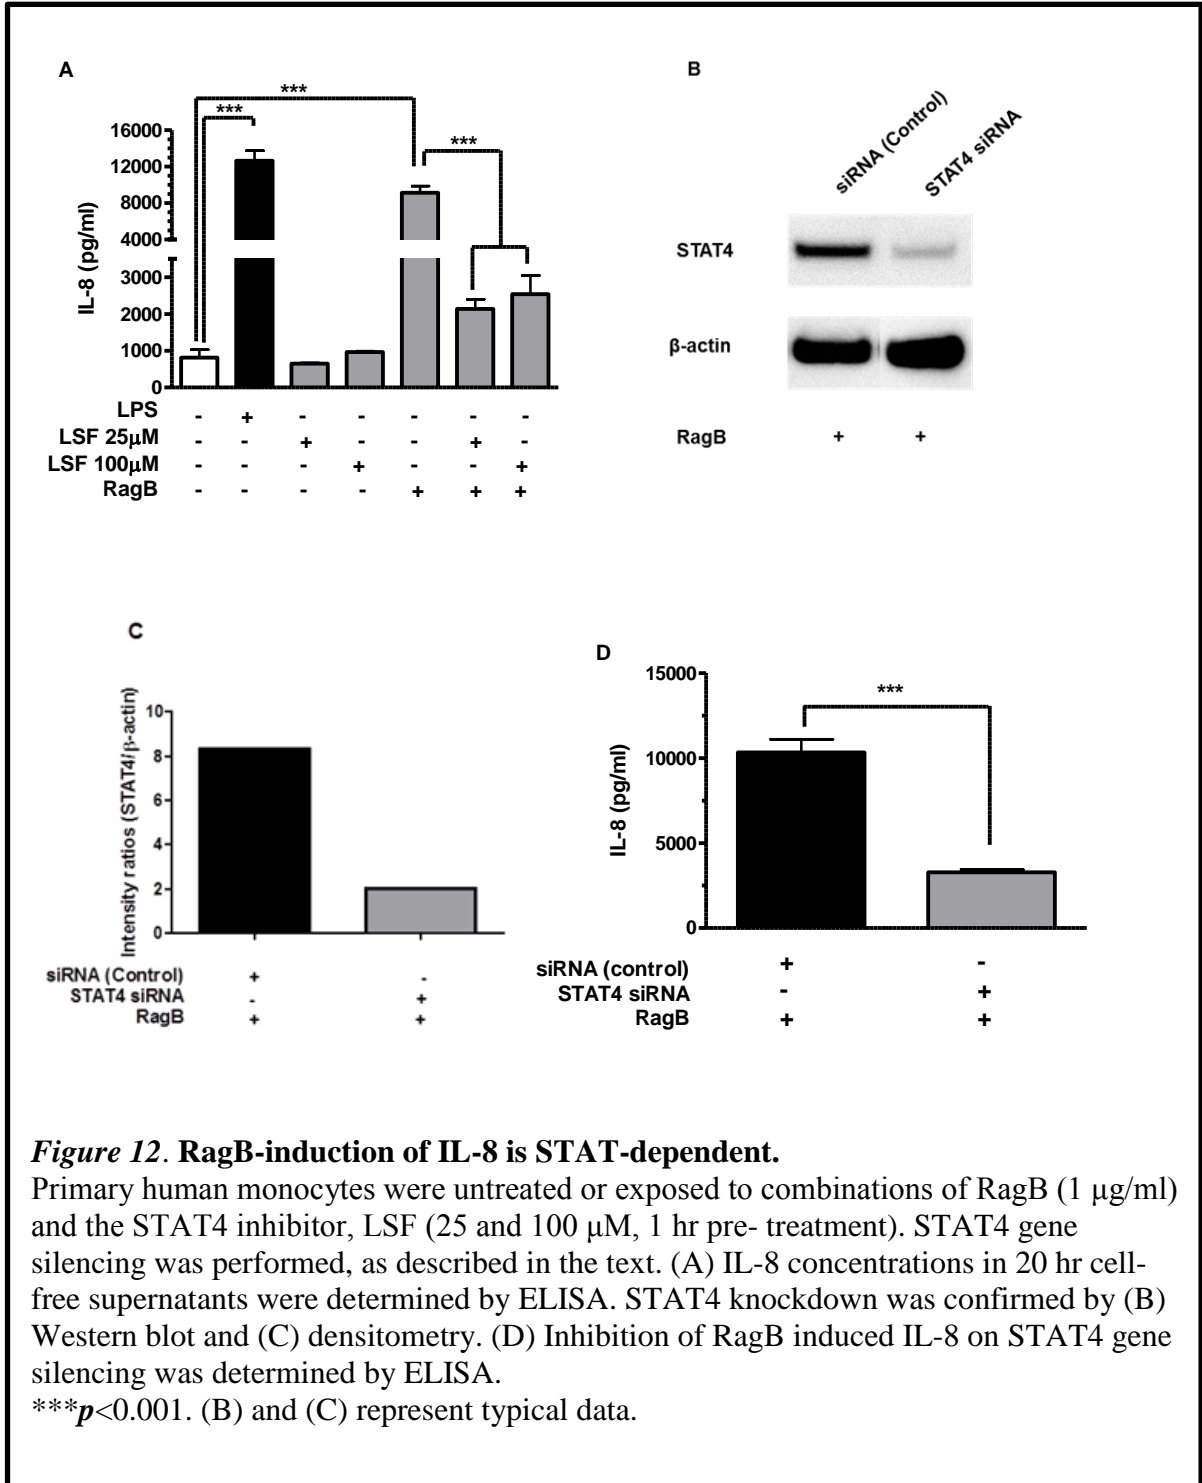 A
***
***
***
16000
12000
8000
4000
3000
2000
1000
0
IL-8 (pg/ml)
LPS - + - - - - -
LSF 25µM - - + - - + -
LSF 100µM - - - + - - +
RagB - - - - + + +
B
siRNA (Control)
STAT4 siRNA
STAT4
β-actin
RagB + +
C
Intensity ratios (STAT4/β-actin)
10
8
6
4
2
0
siRNA (Control) + -
STAT4 siRNA - +
RagB + +
D
***
15000
10000
5000
0
IL-8 (pg/ml)
siRNA (control) + -
STAT4 siRNA - +
RagB + +
Figure 12. RagB-induction of IL-8 is STAT-dependent.
Primary human monocytes were untreated or exposed to combinations of RagB (1 µg/ml)
and the STAT4 inhibitor, LSF (25 and 100 µM, 1 hr pre- treatment). STAT4 gene
silencing was performed, as described in the text. (A) IL-8 concentrations in 20 hr cell-
free supernatants were determined by ELISA. STAT4 knockdown was confirmed by (B)
Western blot and (C) densitometry. (D) Inhibition of RagB induced IL-8 on STAT4 gene
silencing was determined by ELISA.
***p<0.001. (B) and (C) represent typical data.